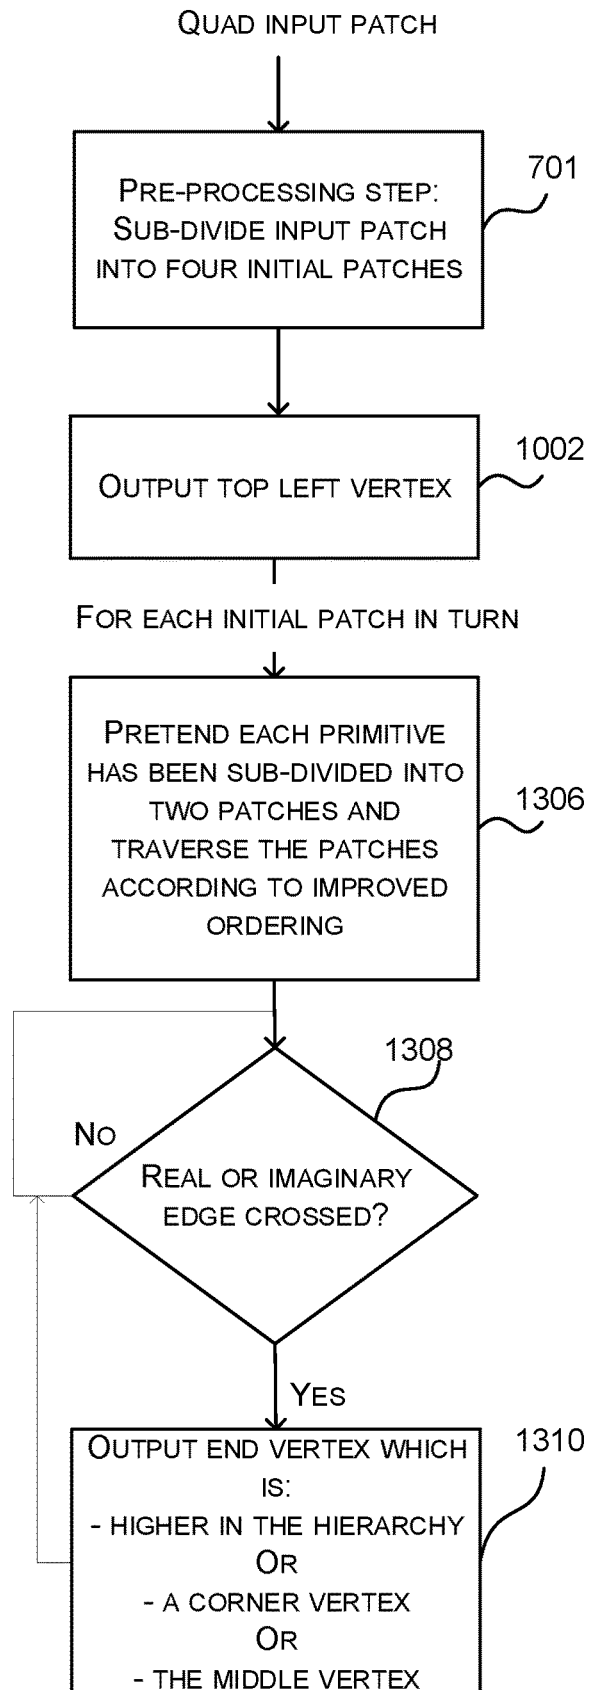 QUAD INPUT PATCH
PRE-PROCESSING STEP:
SUB-DIVIDE INPUT PATCH
INTO FOUR INITIAL PATCHES
701
OUTPUT TOP LEFT VERTEX
1002
FOR EACH INITIAL PATCH IN TURN
PRETEND EACH PRIMITIVE
HAS BEEN SUB-DIVIDED INTO
TWO PATCHES AND
TRAVERSE THE PATCHES
ACCORDING TO IMPROVED
ORDERING
1306
1308
NO
REAL OR IMAGINARY
EDGE CROSSED?
YES
OUTPUT END VERTEX WHICH
IS:
- HIGHER IN THE HIERARCHY
OR
- A CORNER VERTEX
OR
- THE MIDDLE VERTEX
1310